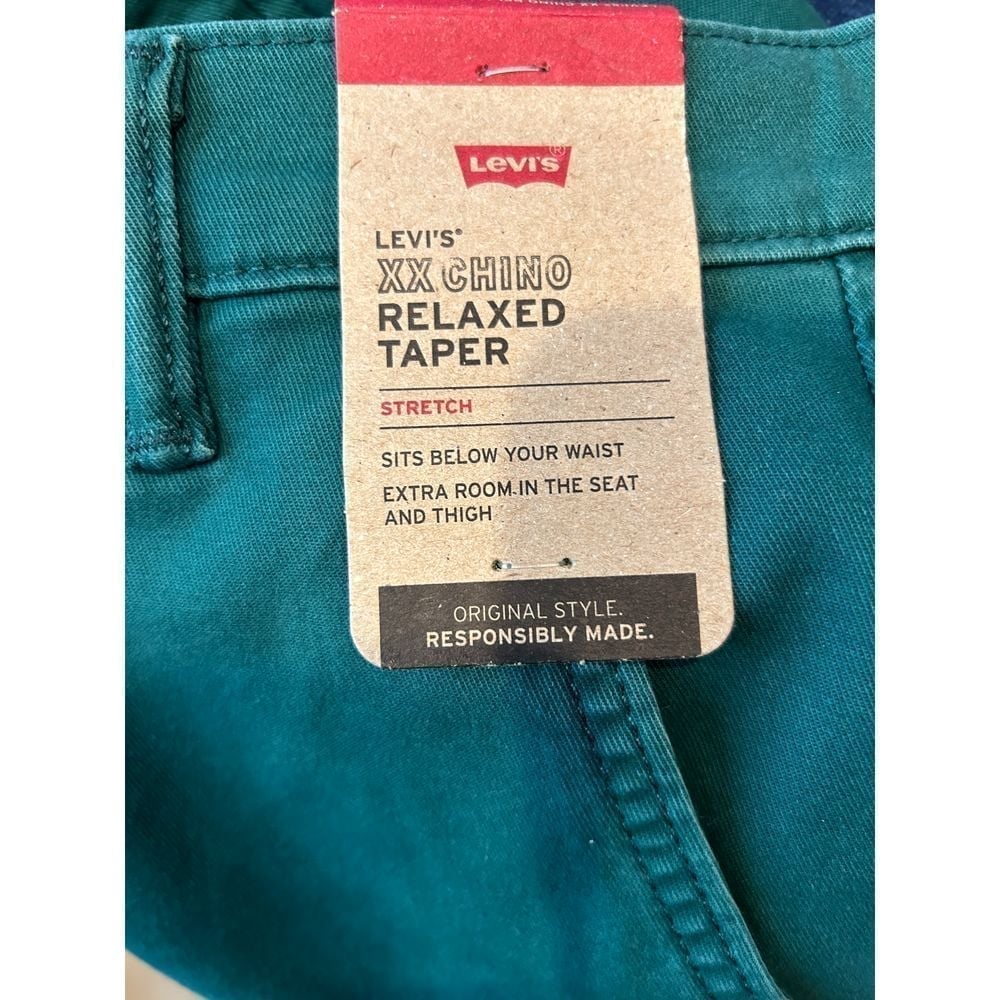 LEVI'S®
LEVI'S®
XX CHINO
RELAXED
TAPER
STRETCH
SITS BELOW YOUR WAIST
EXTRA ROOM IN THE SEAT
AND THIGH
ORIGINAL STYLE.
RESPONSIBLY MADE.